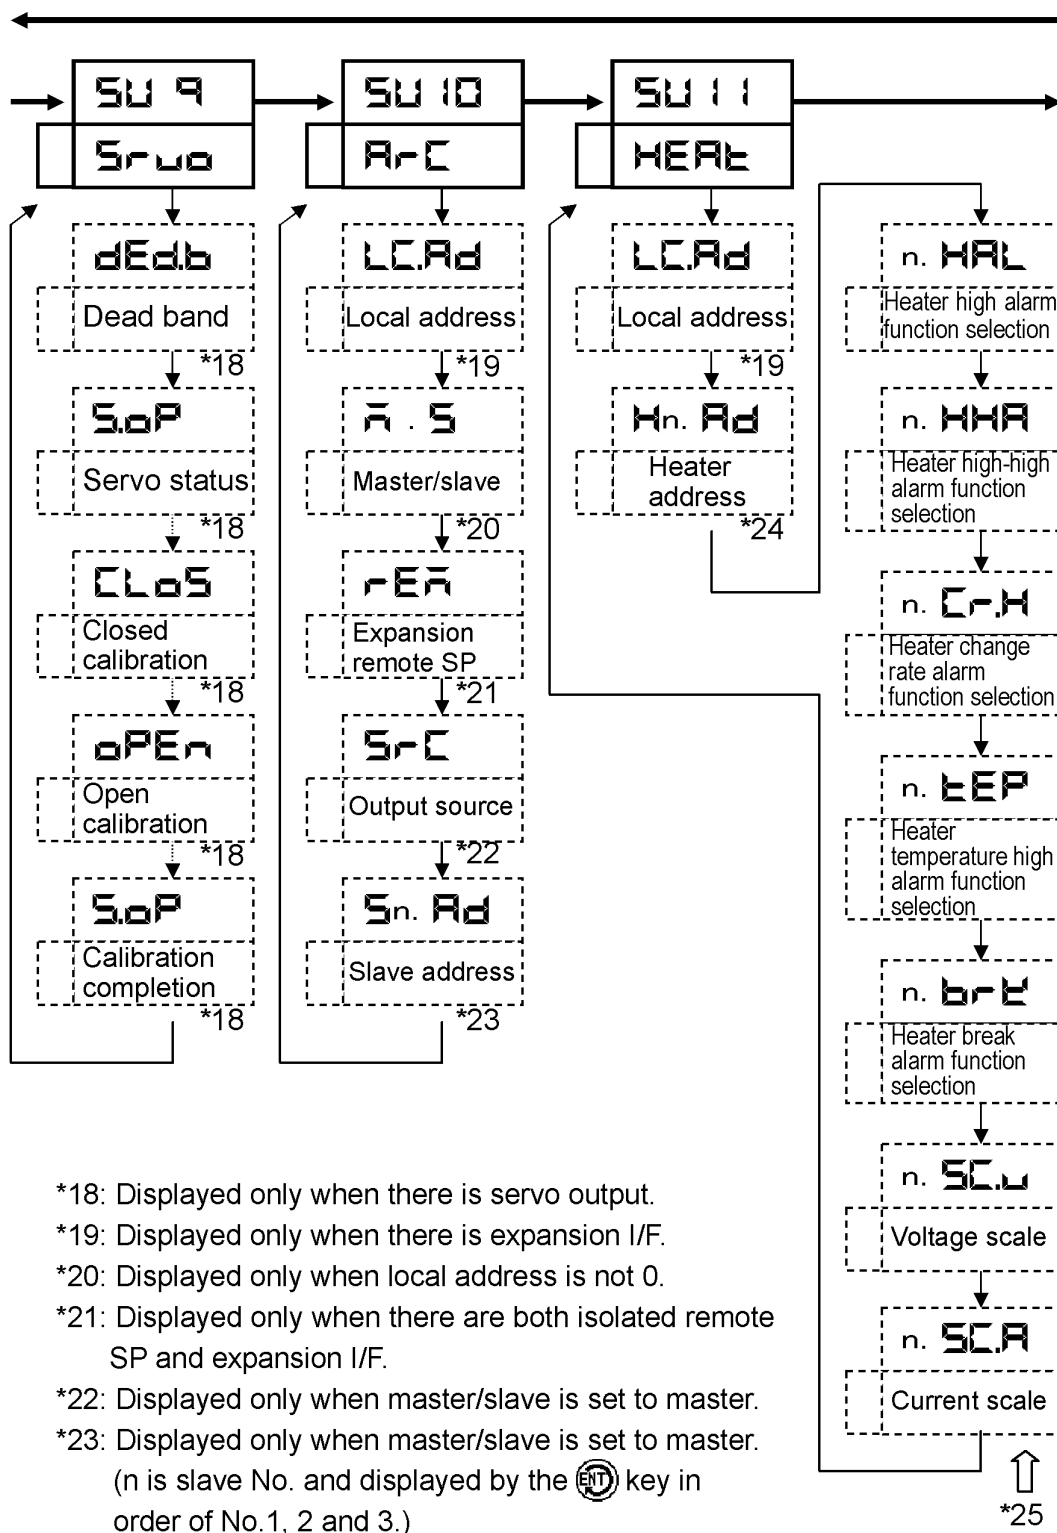 SU 9
Sruo
dEd.b
Dead band
*18
S.oP
Servo status
*18
CLoS
Closed
calibration
*18
oPEn
Open
calibration
*18
S.oP
Calibration
completion
*18
SU 10
ArC
LC.Ad
Local address
*19
m . S
Master/slave
*20
rEm
Expansion
remote SP
*21
SrC
Output source
*22
Sn. Ad
Slave address
*23
SU 11
HEAt
LC.Ad
Local address
*19
Hn. Ad
Heater
address
*24
n. HAL
Heater high alarm
function selection
n. HHA
Heater high-high
alarm function
selection
n. Cr.H
Heater change
rate alarm
function selection
n. tEP
Heater
temperature high
alarm function
selection
n. brk
Heater break
alarm function
selection
n. SC.u
Voltage scale
n. SC.A
Current scale
*25
*18: Displayed only when there is servo output.
*19: Displayed only when there is expansion I/F.
*20: Displayed only when local address is not 0.
*21: Displayed only when there are both isolated remote
SP and expansion I/F.
*22: Displayed only when master/slave is set to master.
*23: Displayed only when master/slave is set to master.
(n is slave No. and displayed by the ENT key in
order of No.1, 2 and 3.)